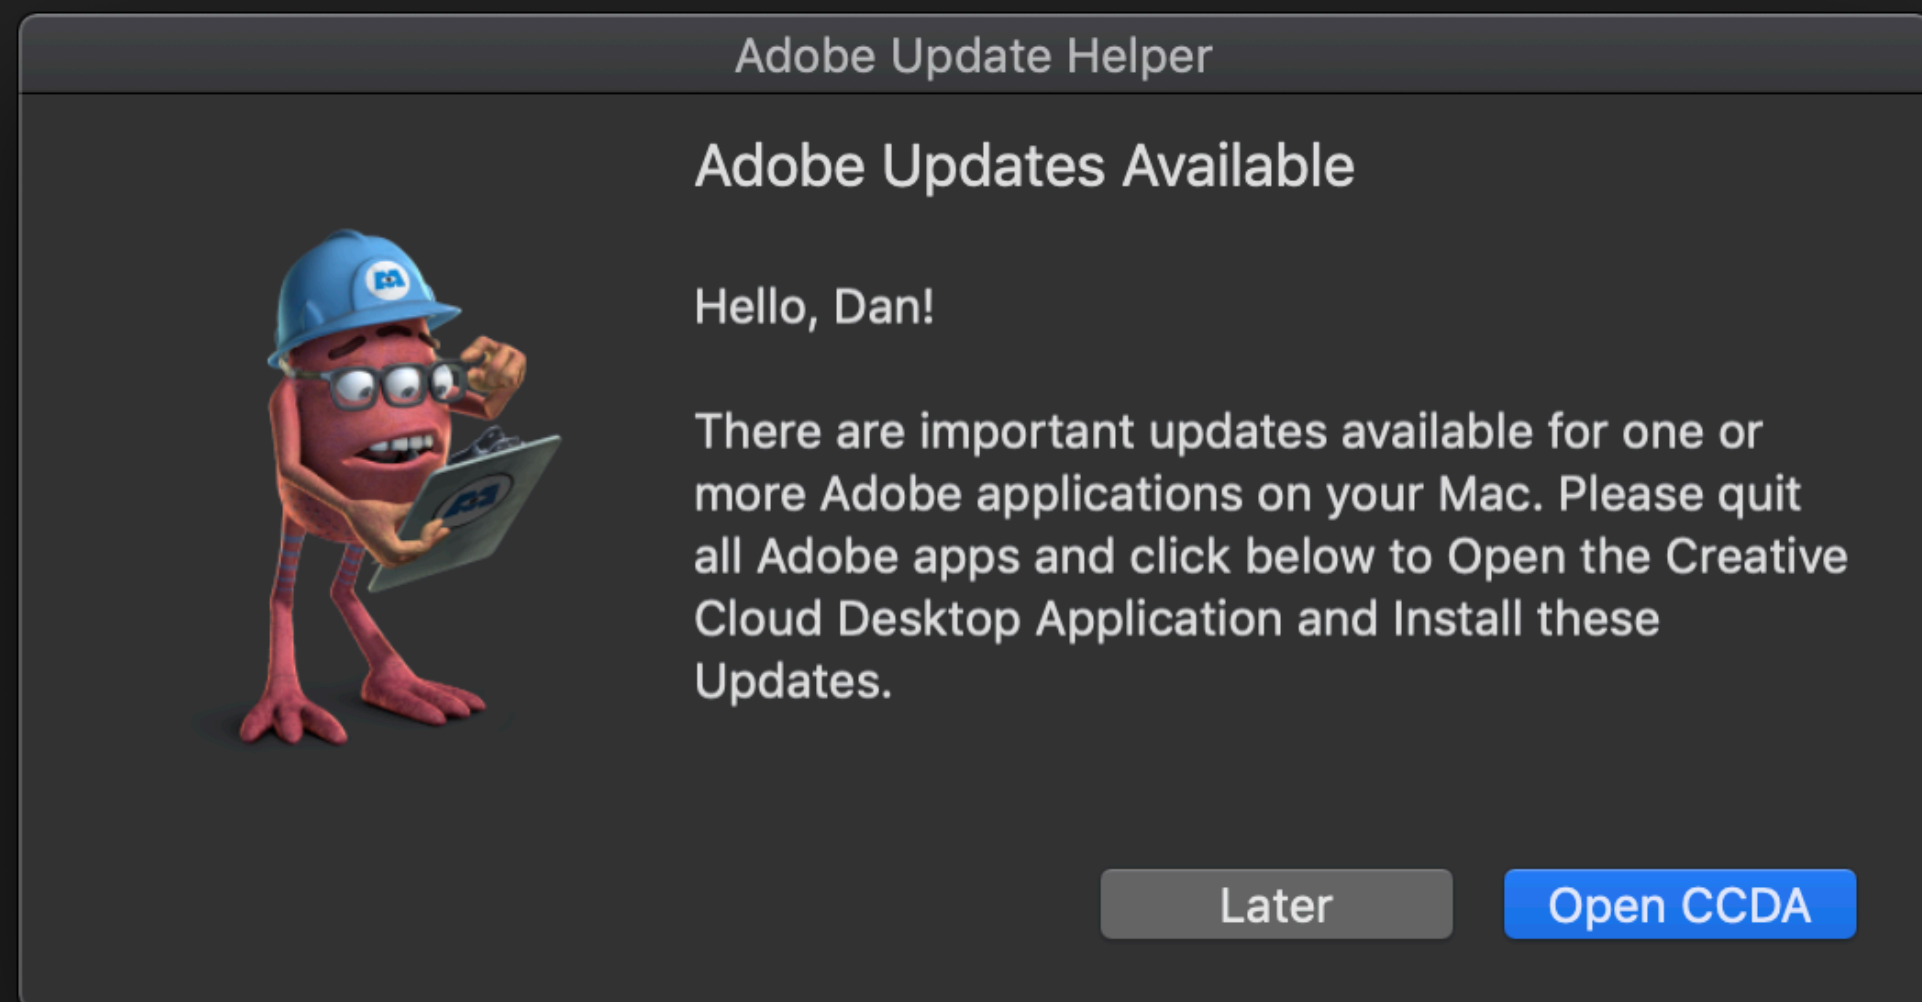 Adobe Update Helper
Adobe Updates Available
Hello, Dan!
There are important updates available for one or
more Adobe applications on your Mac. Please quit
all Adobe apps and click below to Open the Creative
Cloud Desktop Application and Install these
Updates.
Later
Open CCDA